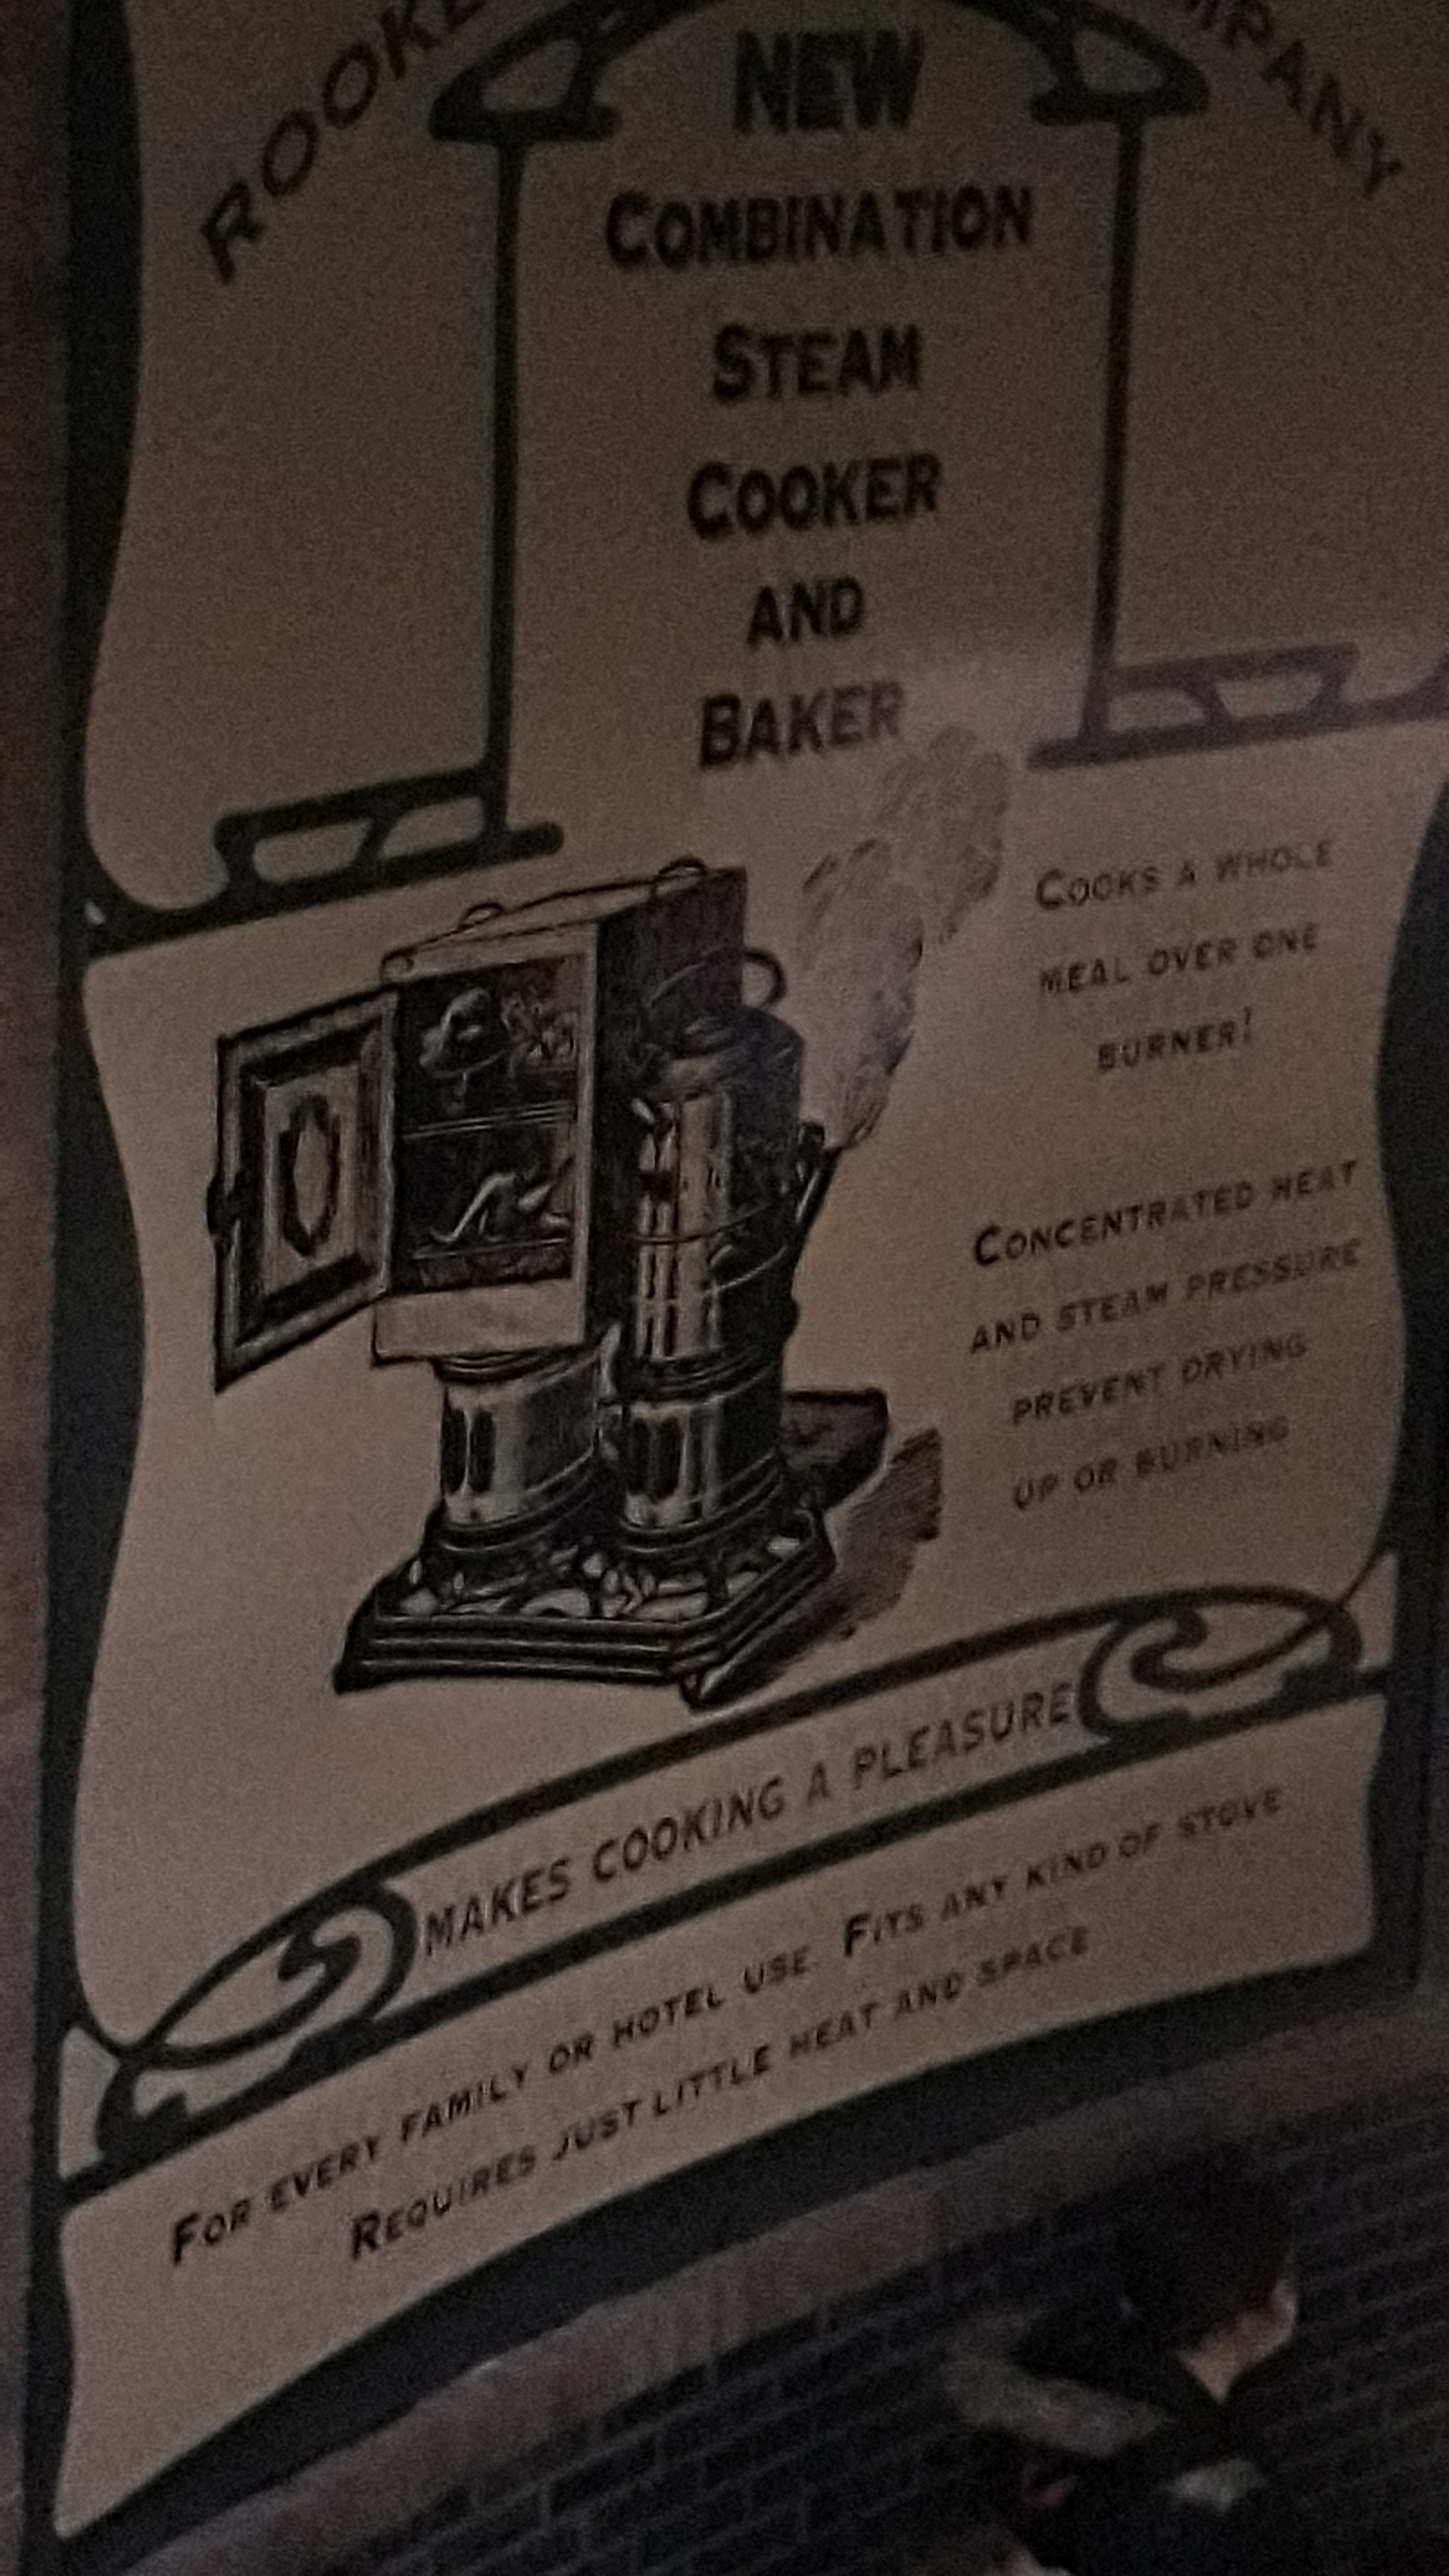 NEW
COMBINATION
STEAM
COOKER
AND
BAKER
COOKS A WHOLE
MEAL OVER ONE
BURNER!
CONCENTRATED HEAT
AND STEAM PRESSURE
PREVENT DRYING
UP OR BURNING
MAKES COOKING A PLEASURE
FOR EVERY FAMILY OR HOTEL USE. FITS ANY KIND OF STOVE
REQUIRES JUST LITTLE HEAT AND SPACE